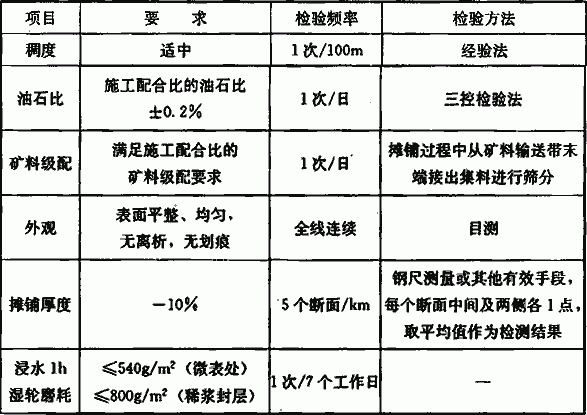 项目 要 求 检验频率 检验方法
稠度 适中 1次/100m 经验法
油石比 施工配合比的油石比 1次/日 三控检验法
±0.2%
矿料级配 满足施工配合比的 1次/日 摊铺过程中从矿料输送带末
矿料级配要求 端接出集料进行筛分
外观 表面平整、均匀, 全线连续 目测
无离析,无划痕
摊铺厚度 -10% 5个断面/km 钢尺测量或其他有效手段,
每个断面中间及两侧各1点,
取平均值作为检测结果
浸水1h ≤540g/m² (微表处) 1次/7个工作日 —
湿轮磨耗 ≤800g/m² (稀浆封层)